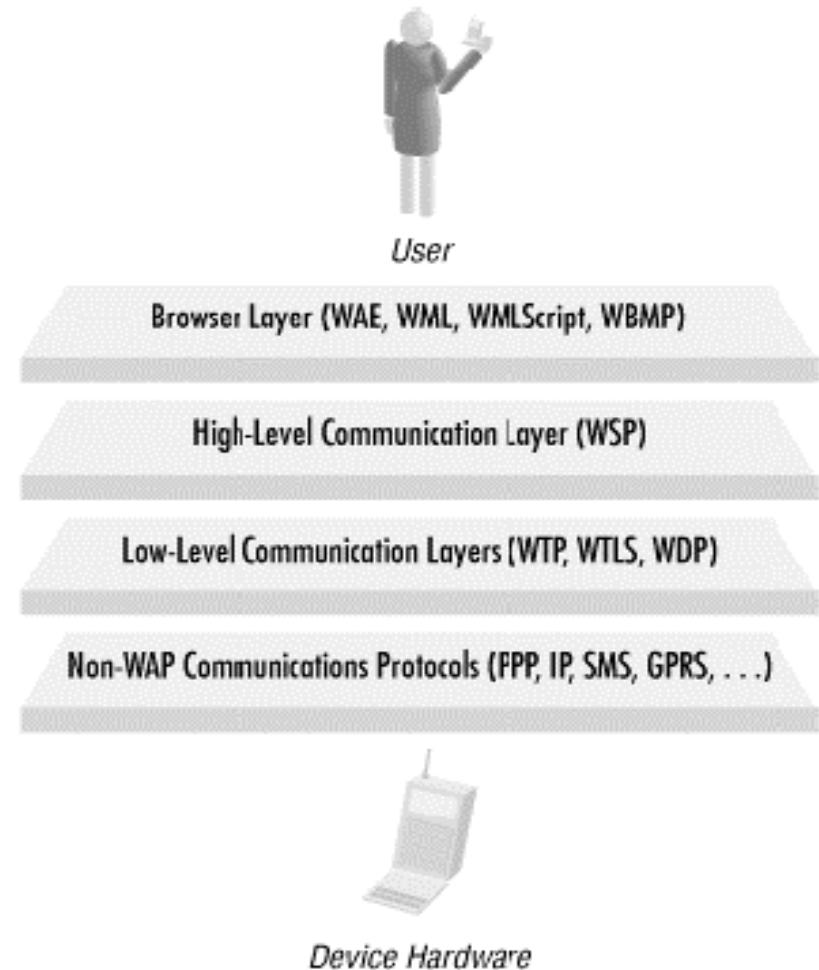 User
Browser Layer (WAE, WML, WMLScript, WBMP)
High-Level Communication Layer (WSP)
Low-Level Communication Layers (WTP, WTLS, WDP)
Non-WAP Communications Protocols (FPP, IP, SMS, GPRS, . . .)
Device Hardware